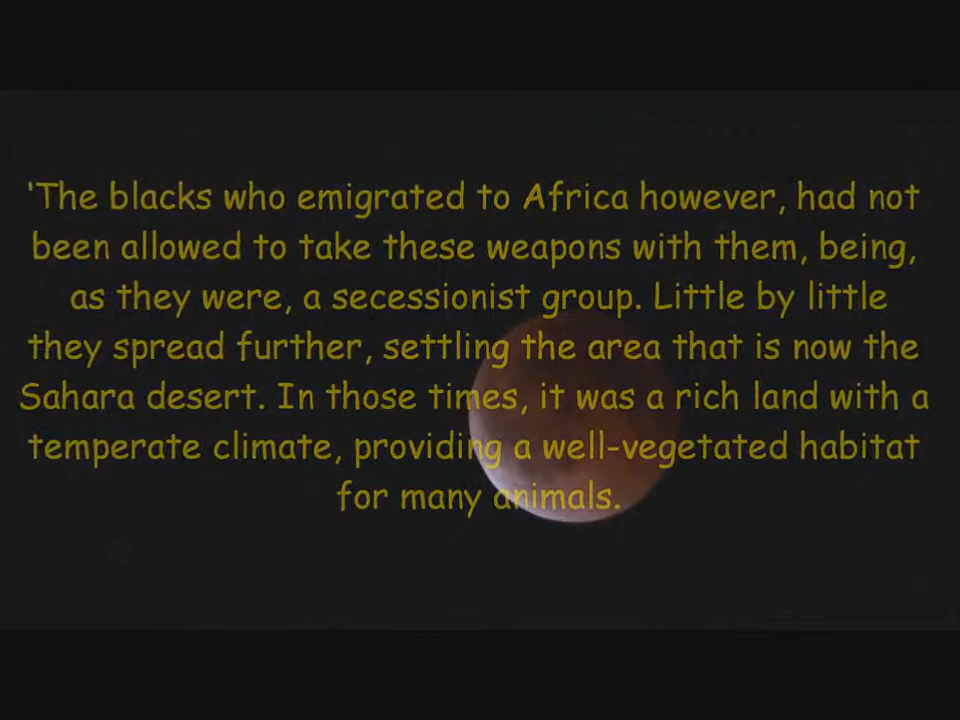 ‘The blacks who emigrated to Africa however, had not
been allowed to take these weapons with them, being,
as they were, a secessionist group. Little by little
they spread further, settling the area that is now the
Sahara desert. In those times, it was a rich land with a
temperate climate, providing a well-vegetated habitat
for many animals.